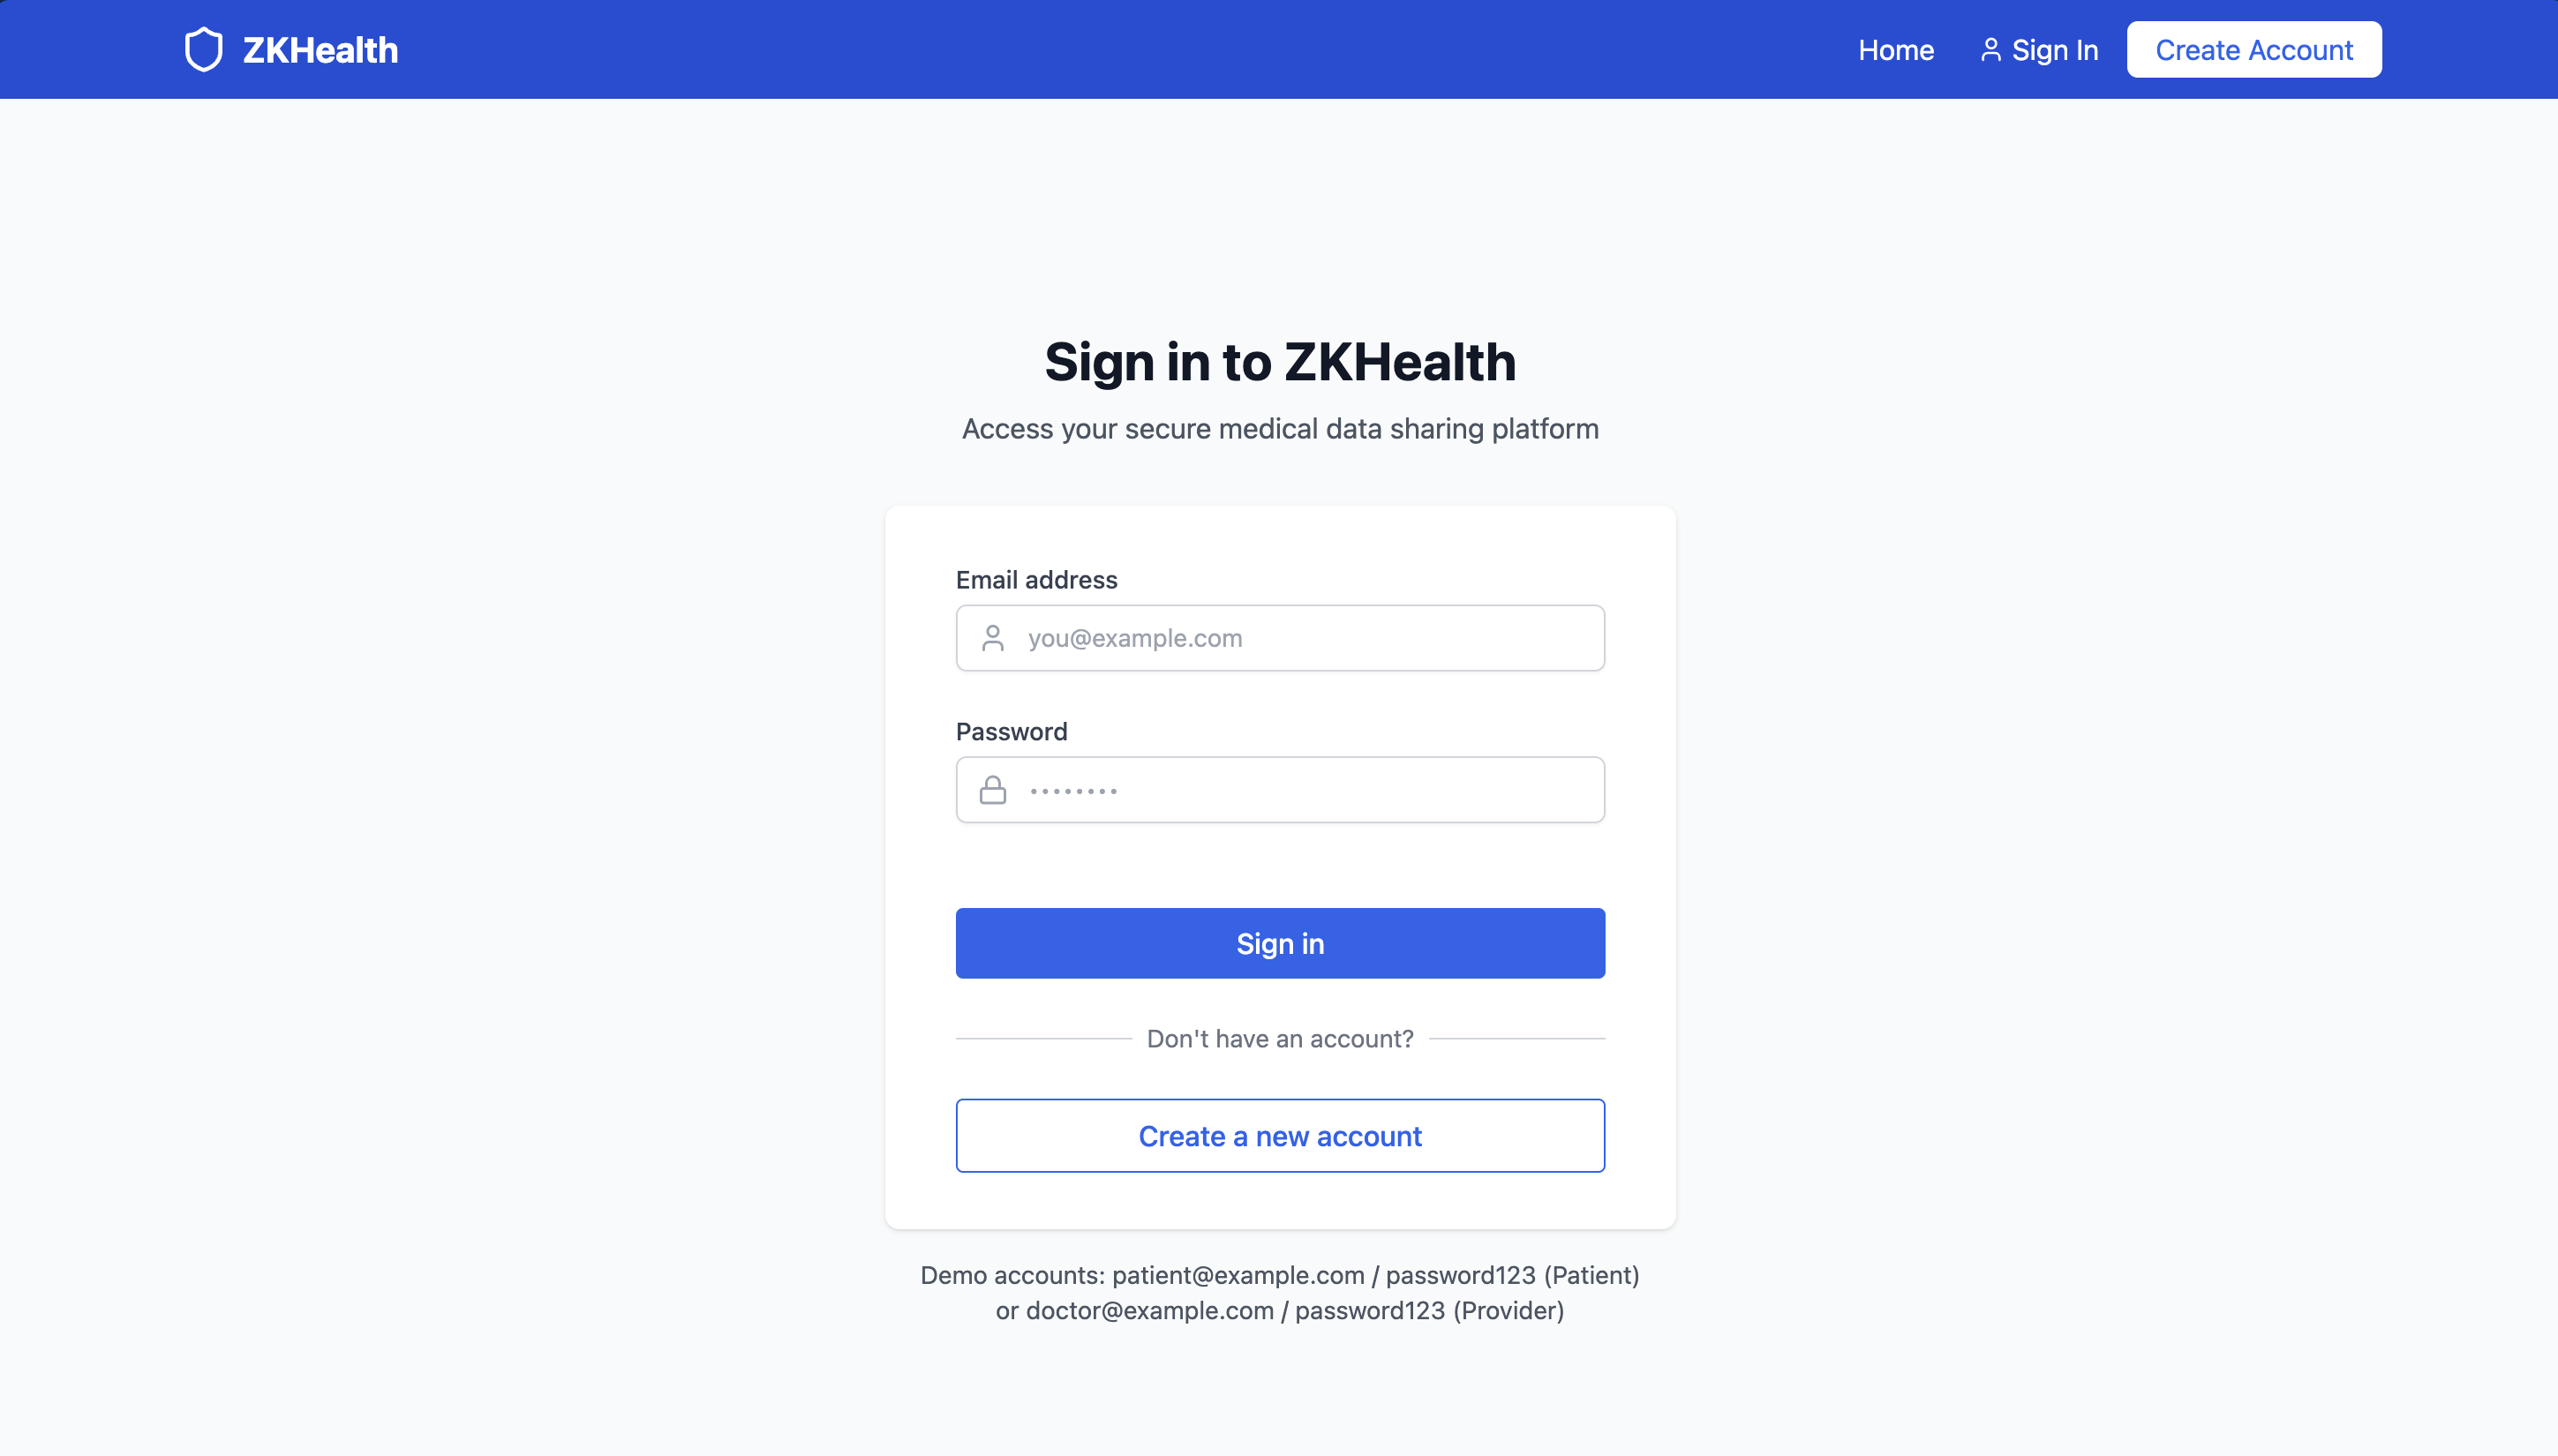 ZKHealth
Home
Sign In
Create Account
Sign in to ZKHealth
Access your secure medical data sharing platform
Email address
you@example.com
Password
••••••••
Sign in
Don't have an account?
Create a new account
Demo accounts: patient@example.com / password123 (Patient)
or doctor@example.com / password123 (Provider)